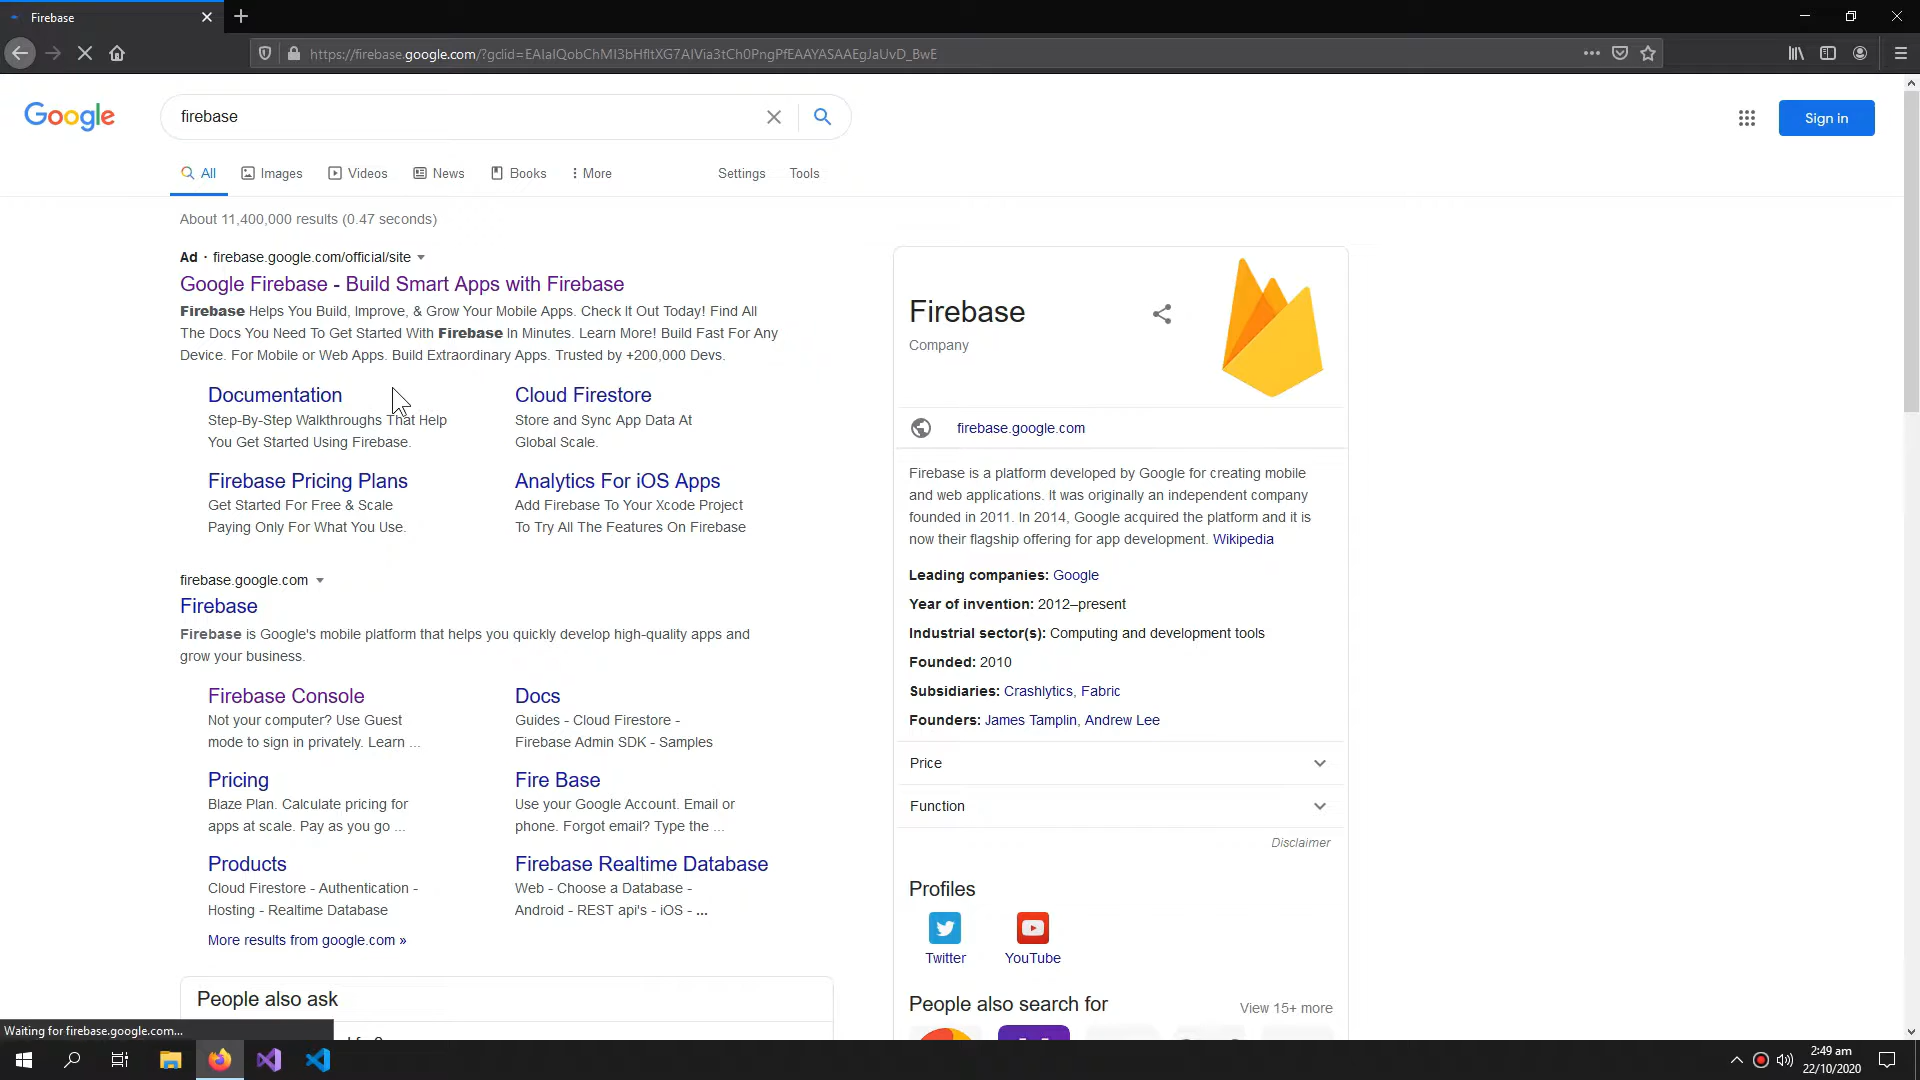 Firebase
https://firebase.google.com/?gclid=EAIaIQobChMI3bHfltXG7AIVia3tCh0PngPfEAAYASAAEgJaUvD_BwE
Google
firebase
Sign in
All
Images
Videos
News
Books
More
Settings
Tools
About 11,400,000 results (0.47 seconds)
Ad · firebase.google.com/official/site
Google Firebase - Build Smart Apps with Firebase
Firebase Helps You Build, Improve, & Grow Your Mobile Apps. Check It Out Today! Find All
The Docs You Need To Get Started With Firebase In Minutes. Learn More! Build Fast For Any
Device. For Mobile or Web Apps. Build Extraordinary Apps. Trusted by +200,000 Devs.
Documentation
Step-By-Step Walkthroughs That Help
You Get Started Using Firebase.
Cloud Firestore
Store and Sync App Data At
Global Scale.
Firebase Pricing Plans
Get Started For Free & Scale
Paying Only For What You Use.
Analytics For iOS Apps
Add Firebase To Your Xcode Project
To Try All The Features On Firebase
firebase.google.com
Firebase
Firebase is Google's mobile platform that helps you quickly develop high-quality apps and
grow your business.
Firebase Console
Not your computer? Use Guest
mode to sign in privately. Learn ...
Docs
Guides - Cloud Firestore -
Firebase Admin SDK - Samples
Pricing
Blaze Plan. Calculate pricing for
apps at scale. Pay as you go ...
Fire Base
Use your Google Account. Email or
phone. Forgot email? Type the ...
Products
Cloud Firestore - Authentication -
Hosting - Realtime Database
Firebase Realtime Database
Web - Choose a Database -
Android - REST api's - iOS - ...
More results from google.com »
People also ask
Firebase
Company
firebase.google.com
Firebase is a platform developed by Google for creating mobile
and web applications. It was originally an independent company
founded in 2011. In 2014, Google acquired the platform and it is
now their flagship offering for app development. Wikipedia
Leading companies: Google
Year of invention: 2012–present
Industrial sector(s): Computing and development tools
Founded: 2010
Subsidiaries: Crashlytics, Fabric
Founders: James Tamplin, Andrew Lee
Price
Function
Disclaimer
Profiles
Twitter
YouTube
People also search for
View 15+ more
Waiting for firebase.google.com...
2:49 am
22/10/2020